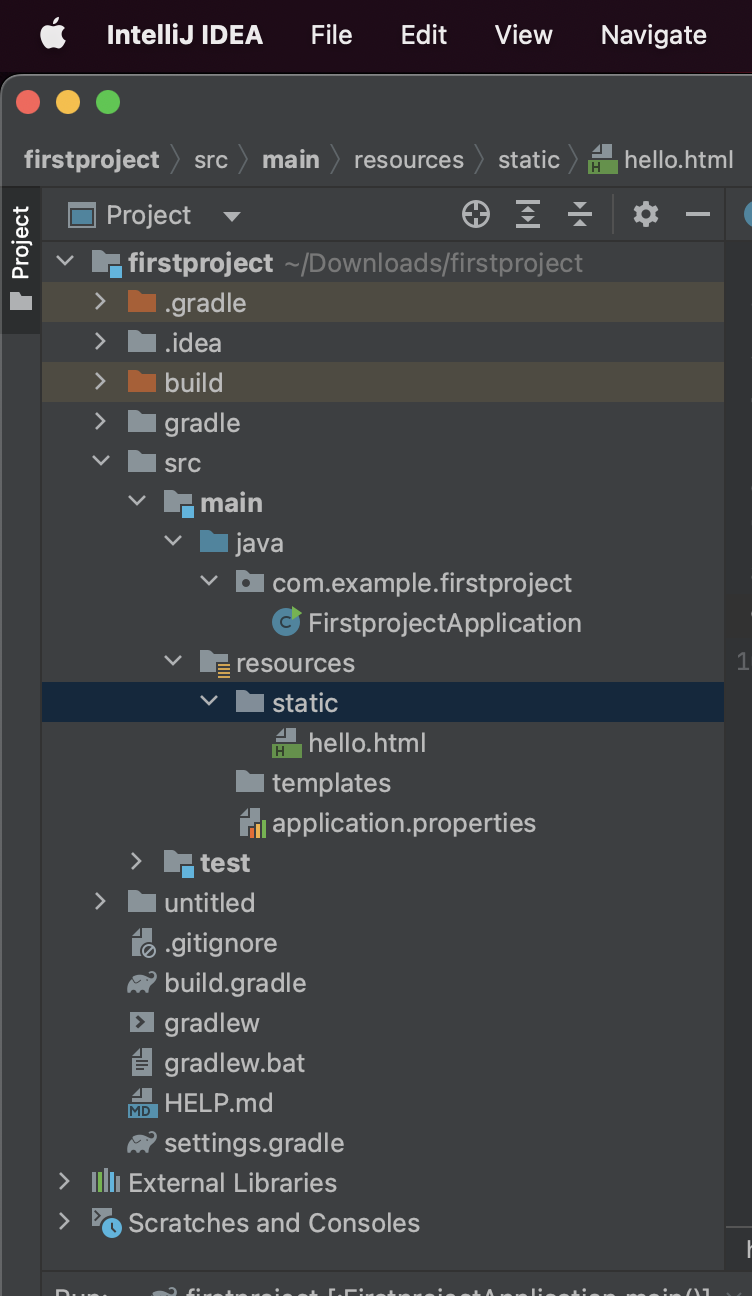 IntelliJ IDEA File Edit View Navigate
firstproject src main resources static hello.html
Project
Project
firstproject ~/Downloads/firstproject
.gradle
.idea
build
gradle
src
main
java
com.example.firstproject
FirstprojectApplication
resources
static
H hello.html
templates
application.properties
test
untitled
.gitignore
build.gradle
gradlew
gradlew.bat
MD HELP.md
settings.gradle
External Libraries
Scratches and Consoles
Run: firstproject [:FirstprojectApplication.main()]